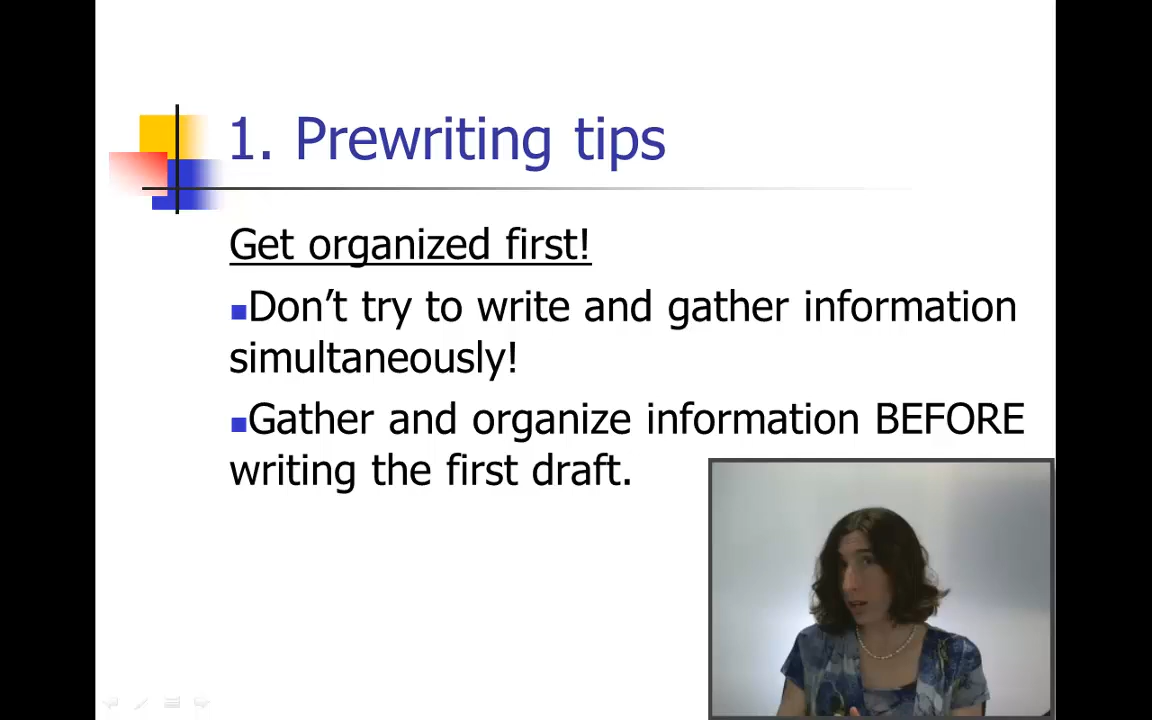 1. Prewriting tips
Get organized first!
Don’t try to write and gather information
simultaneously!
Gather and organize information BEFORE
writing the first draft.